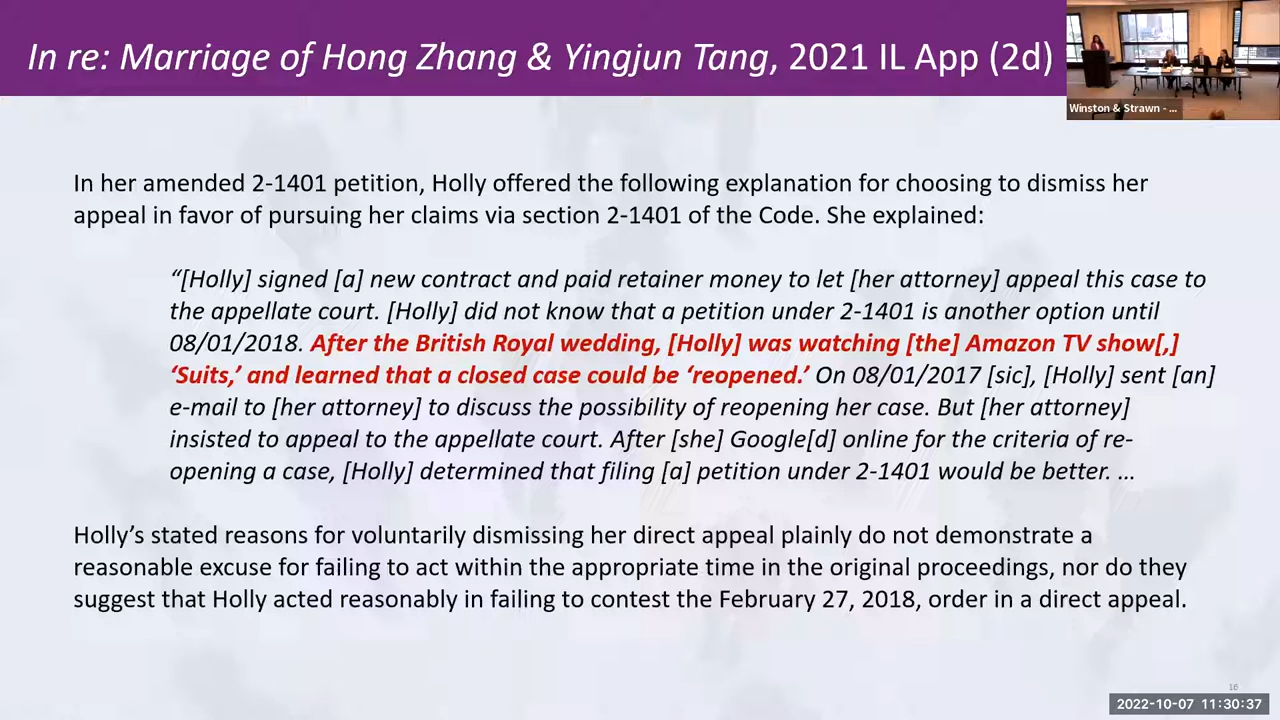 In re: Marriage of Hong Zhang & Yingjun Tang, 2021 IL App (2d)
Winston & Strawn - ...
In her amended 2-1401 petition, Holly offered the following explanation for choosing to dismiss her
appeal in favor of pursuing her claims via section 2-1401 of the Code. She explained:
“[Holly] signed [a] new contract and paid retainer money to let [her attorney] appeal this case to
the appellate court. [Holly] did not know that a petition under 2-1401 is another option until
08/01/2018. After the British Royal wedding, [Holly] was watching [the] Amazon TV show[,]
‘Suits,’ and learned that a closed case could be ‘reopened.’ On 08/01/2017 [sic], [Holly] sent [an]
e-mail to [her attorney] to discuss the possibility of reopening her case. But [her attorney]
insisted to appeal to the appellate court. After [she] Google[d] online for the criteria of re-
opening a case, [Holly] determined that filing [a] petition under 2-1401 would be better. …
Holly’s stated reasons for voluntarily dismissing her direct appeal plainly do not demonstrate a
reasonable excuse for failing to act within the appropriate time in the original proceedings, nor do they
suggest that Holly acted reasonably in failing to contest the February 27, 2018, order in a direct appeal.
16
2022-10-07 11:30:37